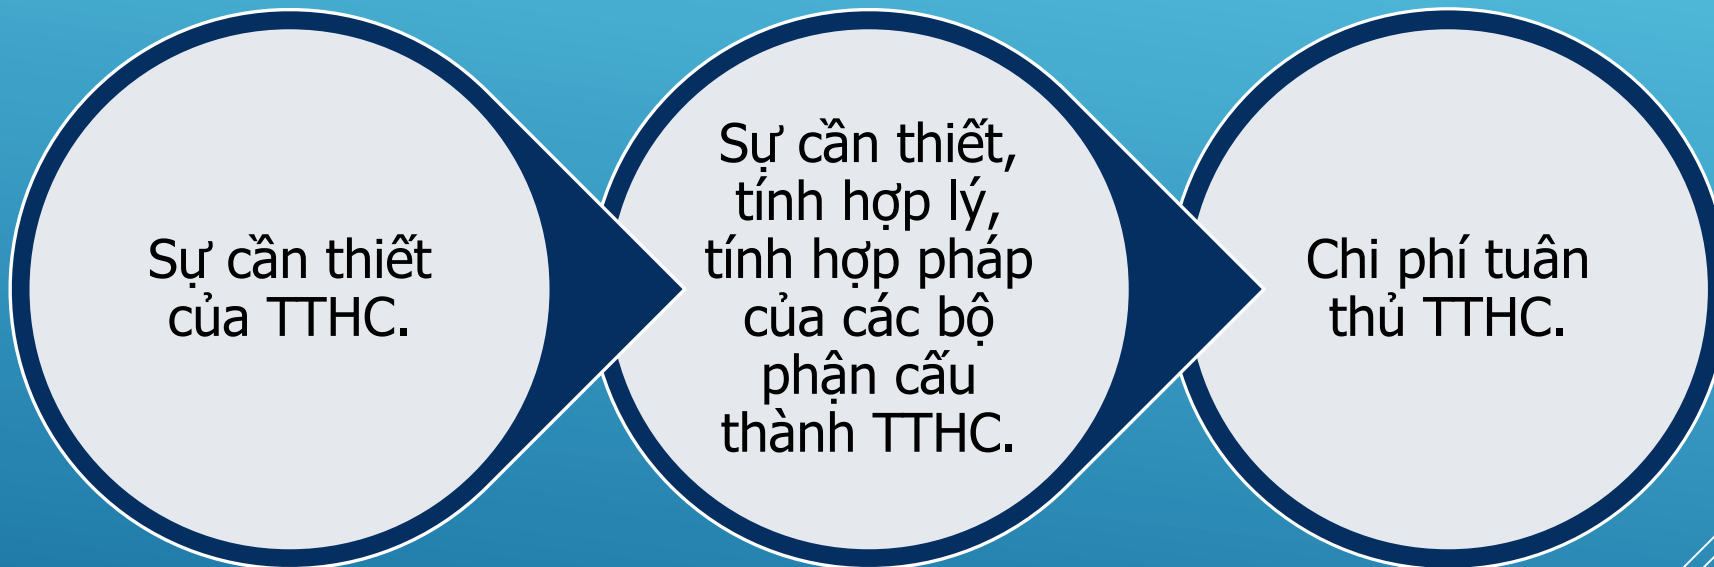 Sự cần thiết
của TTHC.
Sự cần thiết,
tính hợp lý,
tính hợp pháp
của các bộ
phận cấu
thành TTHC.
Chi phí tuân
thủ TTHC.